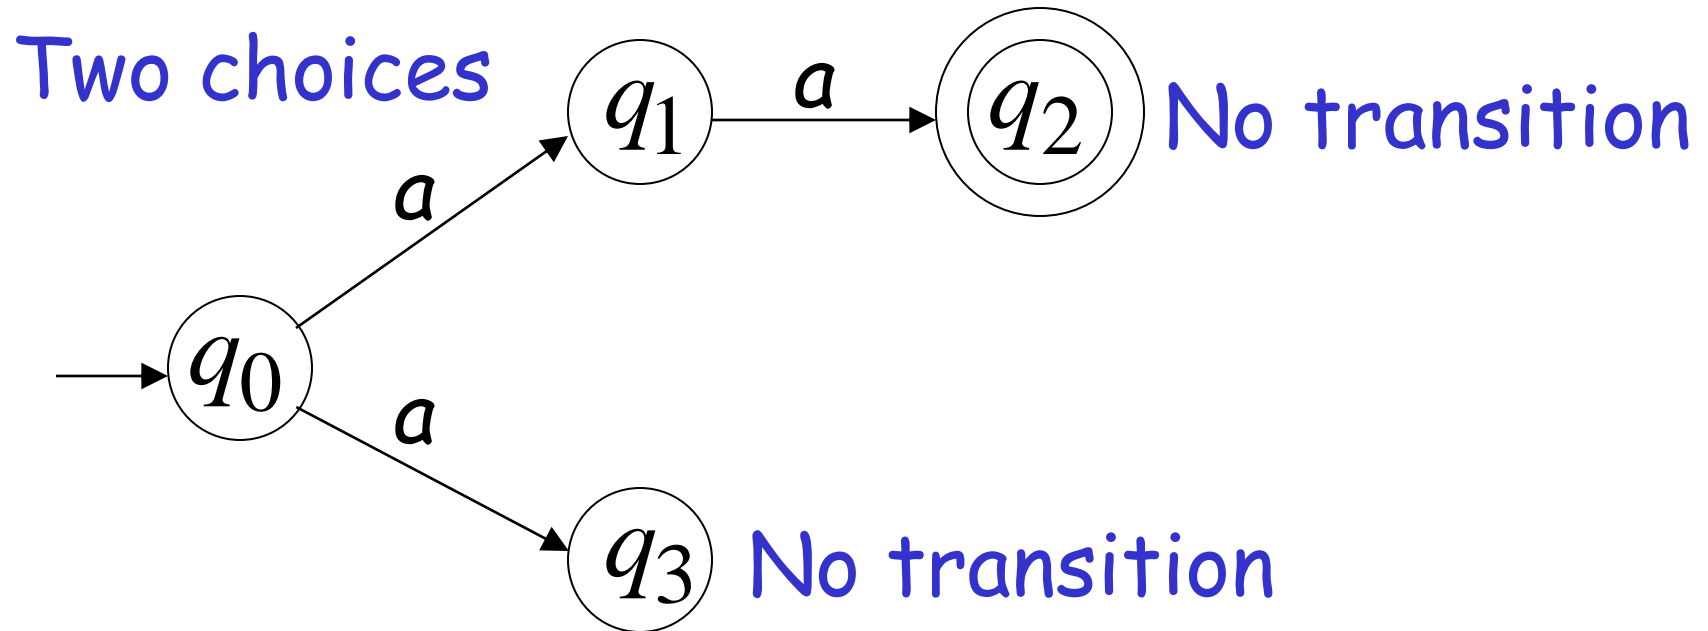 Two choices
q1
a
q2
No transition
a
q0
a
q3
No transition